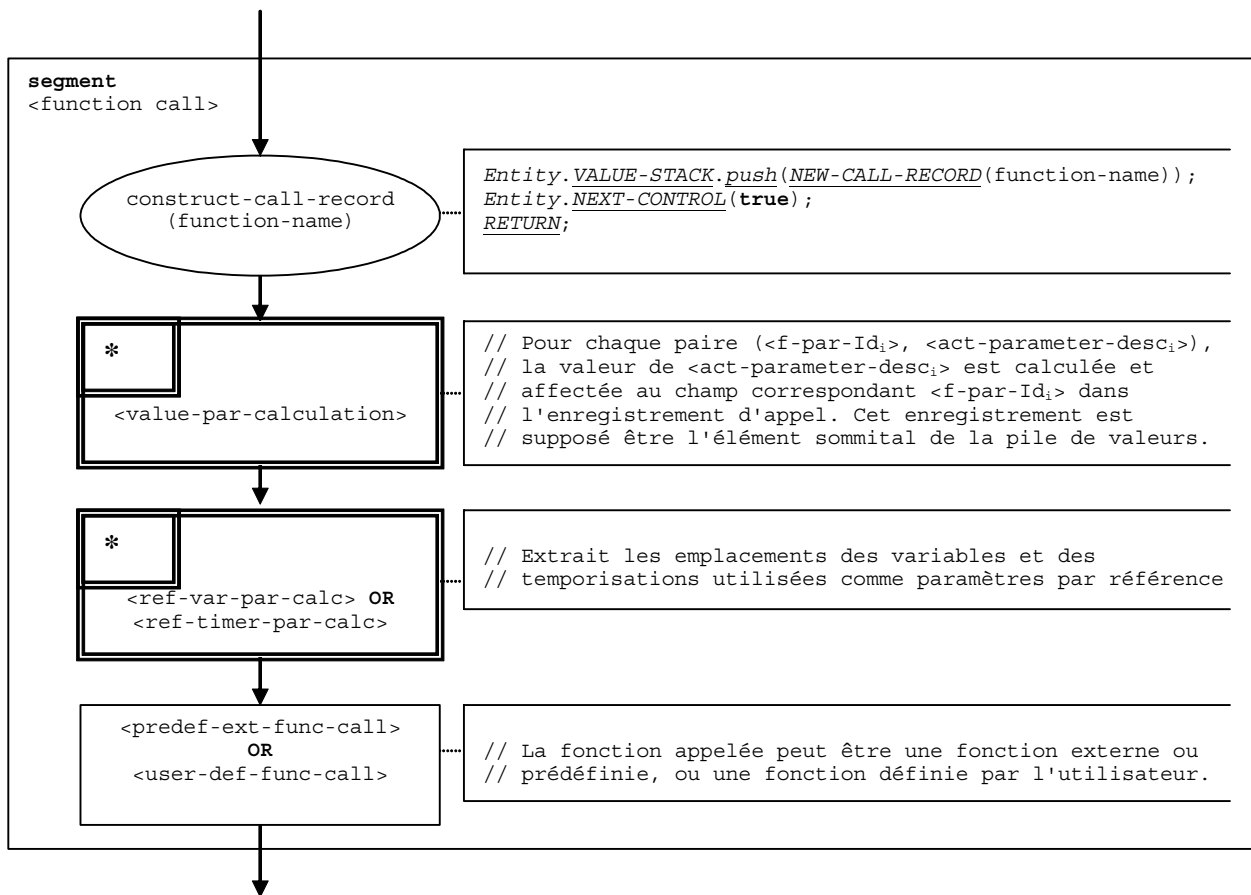 segment
<function call>
construct-call-record
(function-name)
Entity.VALUE-STACK.push(NEW-CALL-RECORD(function-name));
Entity.NEXT-CONTROL(true);
RETURN;
*
<value-par-calculation>
// Pour chaque paire (<f-par-Idi>, <act-parameter-desci>),
// la valeur de <act-parameter-desci> est calculée et
// affectée au champ correspondant <f-par-Idi> dans
// l'enregistrement d'appel. Cet enregistrement est
// supposé être l'élément sommital de la pile de valeurs.
*
<ref-var-par-calc> OR
<ref-timer-par-calc>
// Extrait les emplacements des variables et des
// temporisations utilisées comme paramètres par référence
<predef-ext-func-call>
OR
<user-def-func-call>
// La fonction appelée peut être une fonction externe ou
// prédéfinie, ou une fonction définie par l'utilisateur.